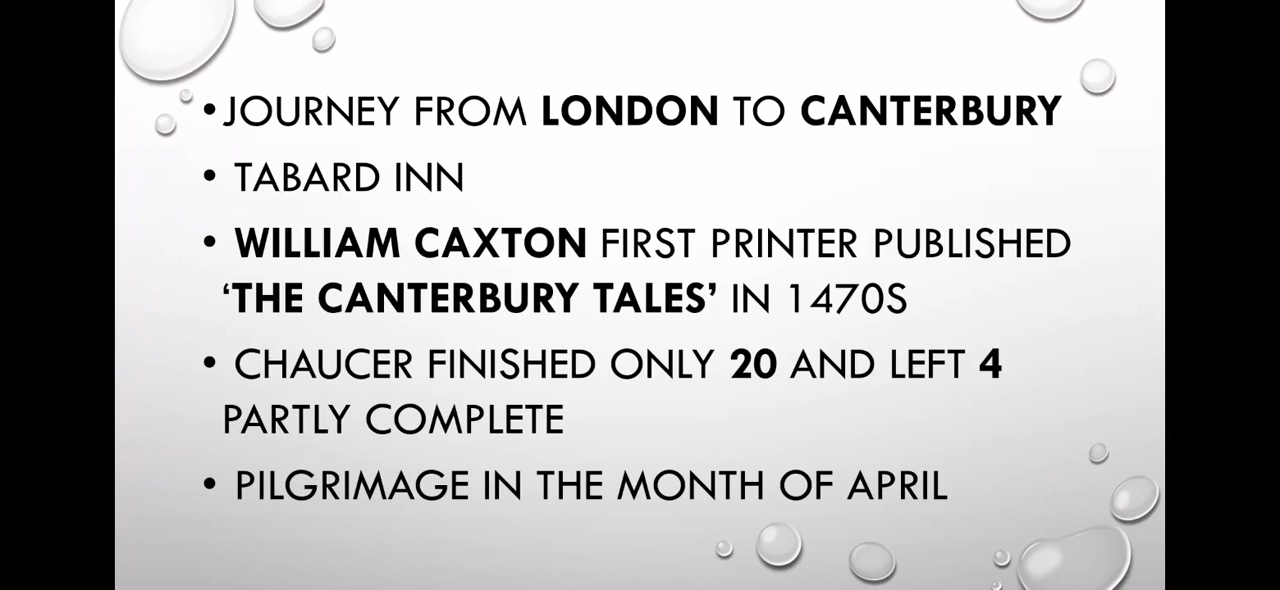 •JOURNEY FROM LONDON TO CANTERBURY
• TABARD INN
• WILLIAM CAXTON FIRST PRINTER PUBLISHED
‘THE CANTERBURY TALES’ IN 1470S
• CHAUCER FINISHED ONLY 20 AND LEFT 4
PARTLY COMPLETE
• PILGRIMAGE IN THE MONTH OF APRIL